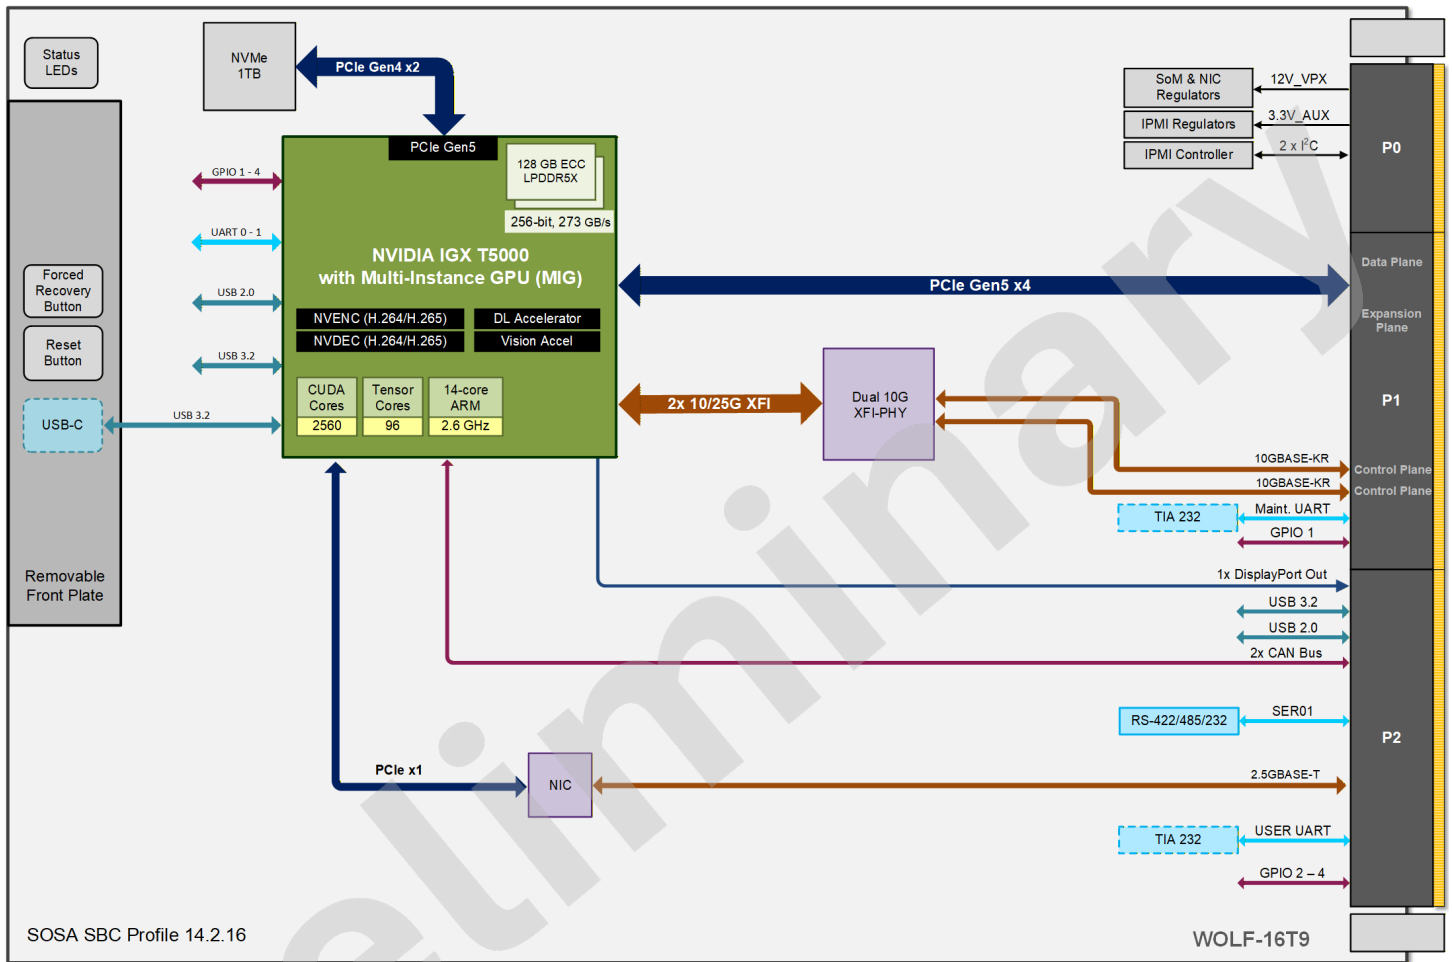 Status
LEDs
NVMe
1TB
PCIe Gen4 x2
SoM & NIC
Regulators
12V_VPX
IPMI Regulators
3.3V_AUX
IPMI Controller
2 x I²C
P0
PCIe Gen5
128 GB ECC
LPDDR5X
256-bit, 273 GB/s
GPIO 1 - 4
UART 0 - 1
USB 2.0
USB 3.2
NVIDIA IGX T5000
with Multi-Instance GPU (MIG)
NVENC (H.264/H.265)
DL Accelerator
NVDEC (H.264/H.265)
Vision Accel
CUDA
Cores
2560
Tensor
Cores
96
14-core
ARM
2.6 GHz
Forced
Recovery
Button
Reset
Button
USB-C
USB 3.2
Removable
Front Plate
PCIe Gen5 x4
Data Plane
Expansion
Plane
P1
2x 10/25G XFI
Dual 10G
XFI-PHY
10GBASE-KR
Control Plane
10GBASE-KR
Control Plane
TIA 232
Maint. UART
GPIO 1
1x DisplayPort Out
USB 3.2
USB 2.0
2x CAN Bus
RS-422/485/232
SER01
P2
PCIe x1
NIC
2.5GBASE-T
TIA 232
USER UART
GPIO 2 – 4
SOSA SBC Profile 14.2.16
WOLF-16T9
eliminary